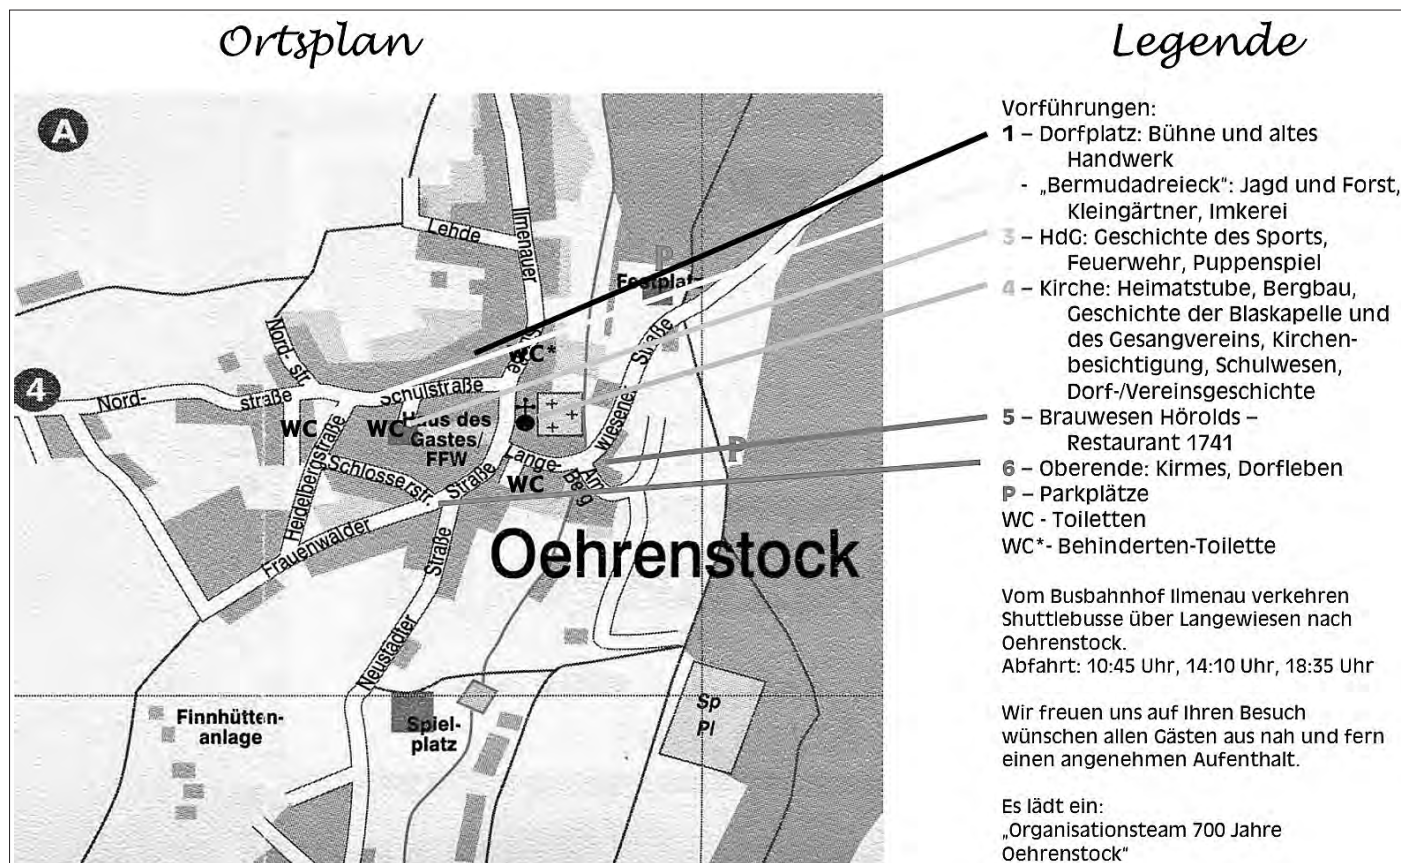 Ortsplan
Legende
A
4
Lehde
Ilmenauer
Straße
P
Nord- str.
WC*
Nord-
straße
Schulstraße
WC
WC
Haus des
Gastes/
FFW
Heidelbergstraße
Schlosserstr.
Frauenwalder
Straße
Lange-
wiesener
Straße
Am
Berg
WC
P
Oehrenstock
Neustädter
Straße
Finnhütten-
anlage
Spiel-
platz
Sp
Pl
Vorführungen:
1 – Dorfplatz: Bühne und altes
Handwerk
- „Bermudadreieck“: Jagd und Forst,
Kleingärtner, Imkerei
3 – HdG: Geschichte des Sports,
Feuerwehr, Puppenspiel
4 – Kirche: Heimatstube, Bergbau,
Geschichte der Blaskapelle und
des Gesangvereins, Kirchen-
besichtigung, Schulwesen,
Dorf-/Vereinsgeschichte
5 – Brauwesen Hörolds –
Restaurant 1741
6 – Oberende: Kirmes, Dorfleben
P – Parkplätze
WC - Toiletten
WC*- Behinderten-Toilette
Vom Busbahnhof Ilmenau verkehren
Shuttlebusse über Langewiesen nach
Oehrenstock.
Abfahrt: 10:45 Uhr, 14:10 Uhr, 18:35 Uhr
Wir freuen uns auf Ihren Besuch
wünschen allen Gästen aus nah und fern
einen angenehmen Aufenthalt.
Es lädt ein:
„Organisationsteam 700 Jahre
Oehrenstock“